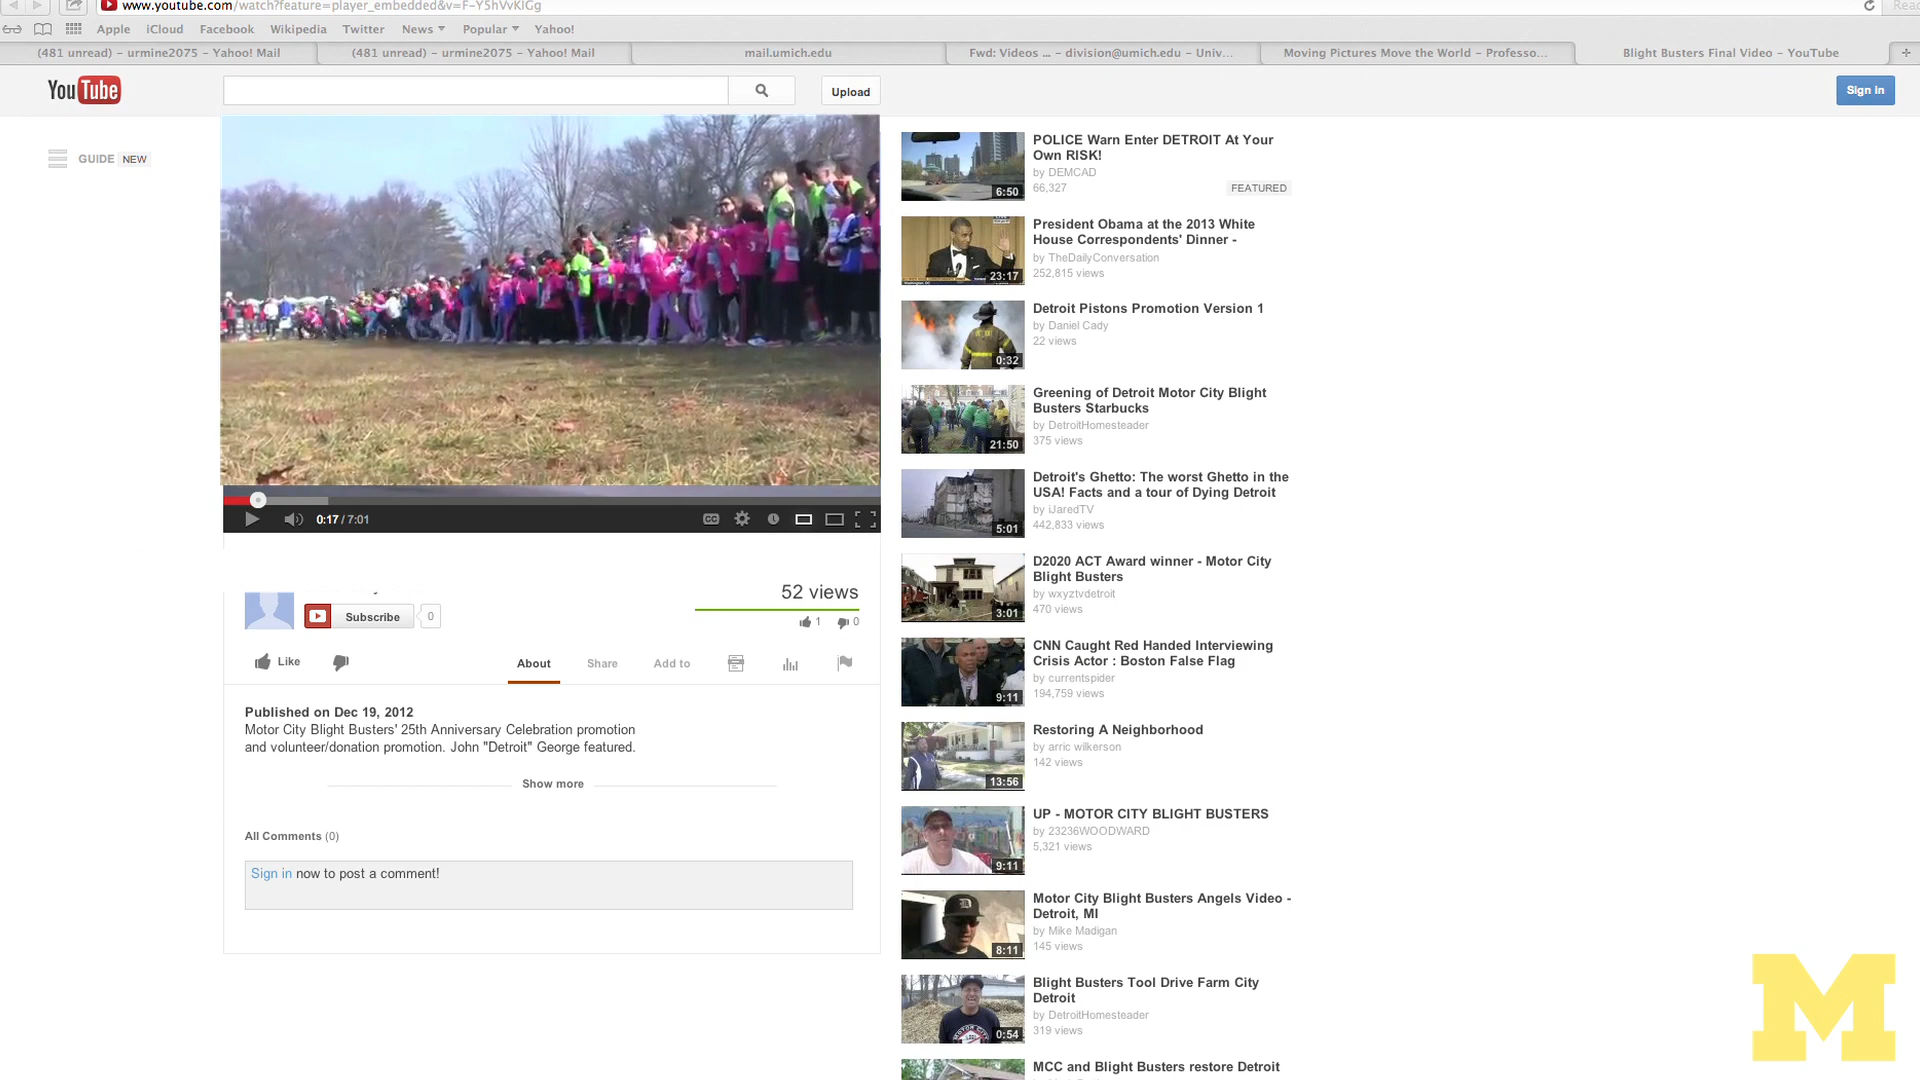 www.youtube.com/watch?feature=player_embedded&v=F-Y5hVvKIGg
Apple iCloud Facebook Wikipedia Twitter News Popular Yahoo!
(481 unread) – urmine2075 – Yahoo! Mail
(481 unread) – urmine2075 – Yahoo! Mail
mail.umich.edu
Fwd: Videos ... – division@umich.edu – Univ...
Moving Pictures Move the World – Professo...
Blight Busters Final Video – YouTube
YouTube
Upload
Sign in
GUIDE NEW
0:17 / 7:01
CC
52 views
Subscribe 0
1 0
Like
About Share Add to
Published on Dec 19, 2012
Motor City Blight Busters' 25th Anniversary Celebration promotion
and volunteer/donation promotion. John "Detroit" George featured.
Show more
All Comments (0)
Sign in now to post a comment!
6:50
POLICE Warn Enter DETROIT At Your
Own RISK!
by DEMCAD
66,327
FEATURED
23:17
President Obama at the 2013 White
House Correspondents' Dinner -
by TheDailyConversation
252,815 views
0:32
Detroit Pistons Promotion Version 1
by Daniel Cady
22 views
21:50
Greening of Detroit Motor City Blight
Busters Starbucks
by DetroitHomesteader
375 views
5:01
Detroit's Ghetto: The worst Ghetto in the
USA! Facts and a tour of Dying Detroit
by iJaredTV
442,833 views
3:01
D2020 ACT Award winner - Motor City
Blight Busters
by wxyztvdetroit
470 views
9:11
CNN Caught Red Handed Interviewing
Crisis Actor : Boston False Flag
by currentspider
194,759 views
13:56
Restoring A Neighborhood
by arric wilkerson
142 views
9:11
UP - MOTOR CITY BLIGHT BUSTERS
by 23236WOODWARD
5,321 views
8:11
Motor City Blight Busters Angels Video -
Detroit, MI
by Mike Madigan
145 views
0:54
Blight Busters Tool Drive Farm City
Detroit
by DetroitHomesteader
319 views
MCC and Blight Busters restore Detroit
M